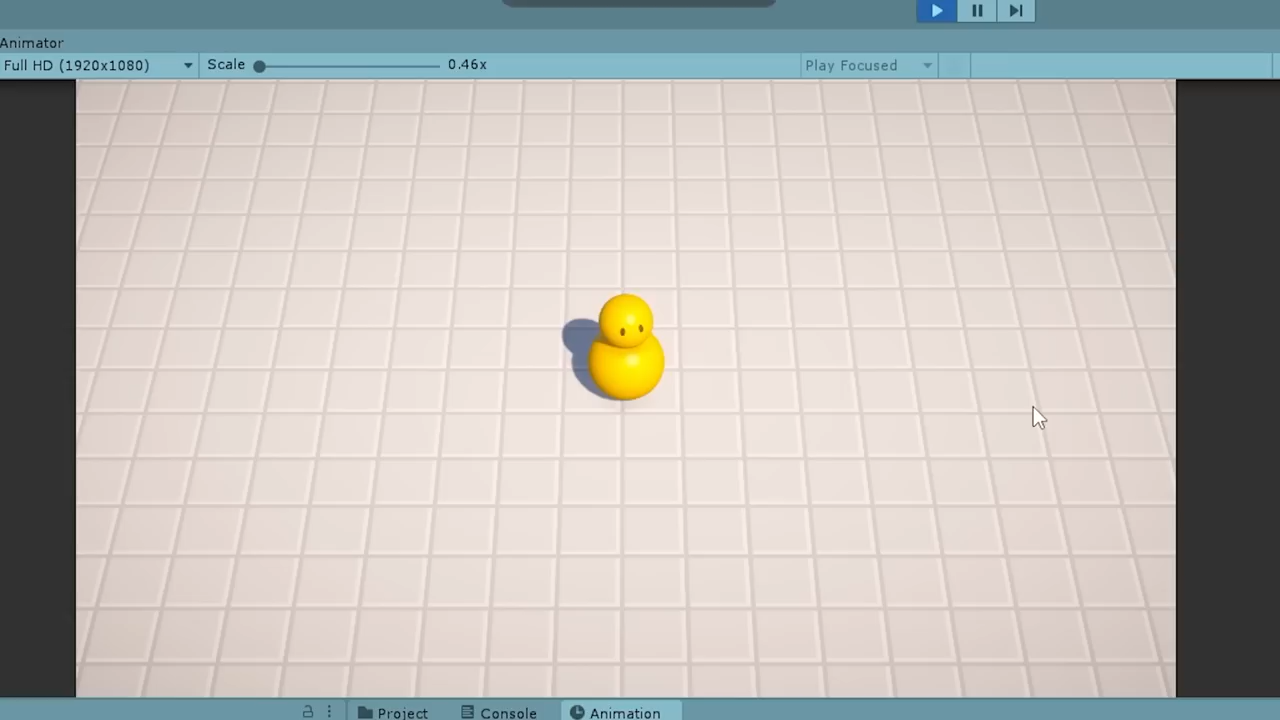 Animator
Full HD (1920x1080) Scale 0.46x Play Focused
Project Console Animation